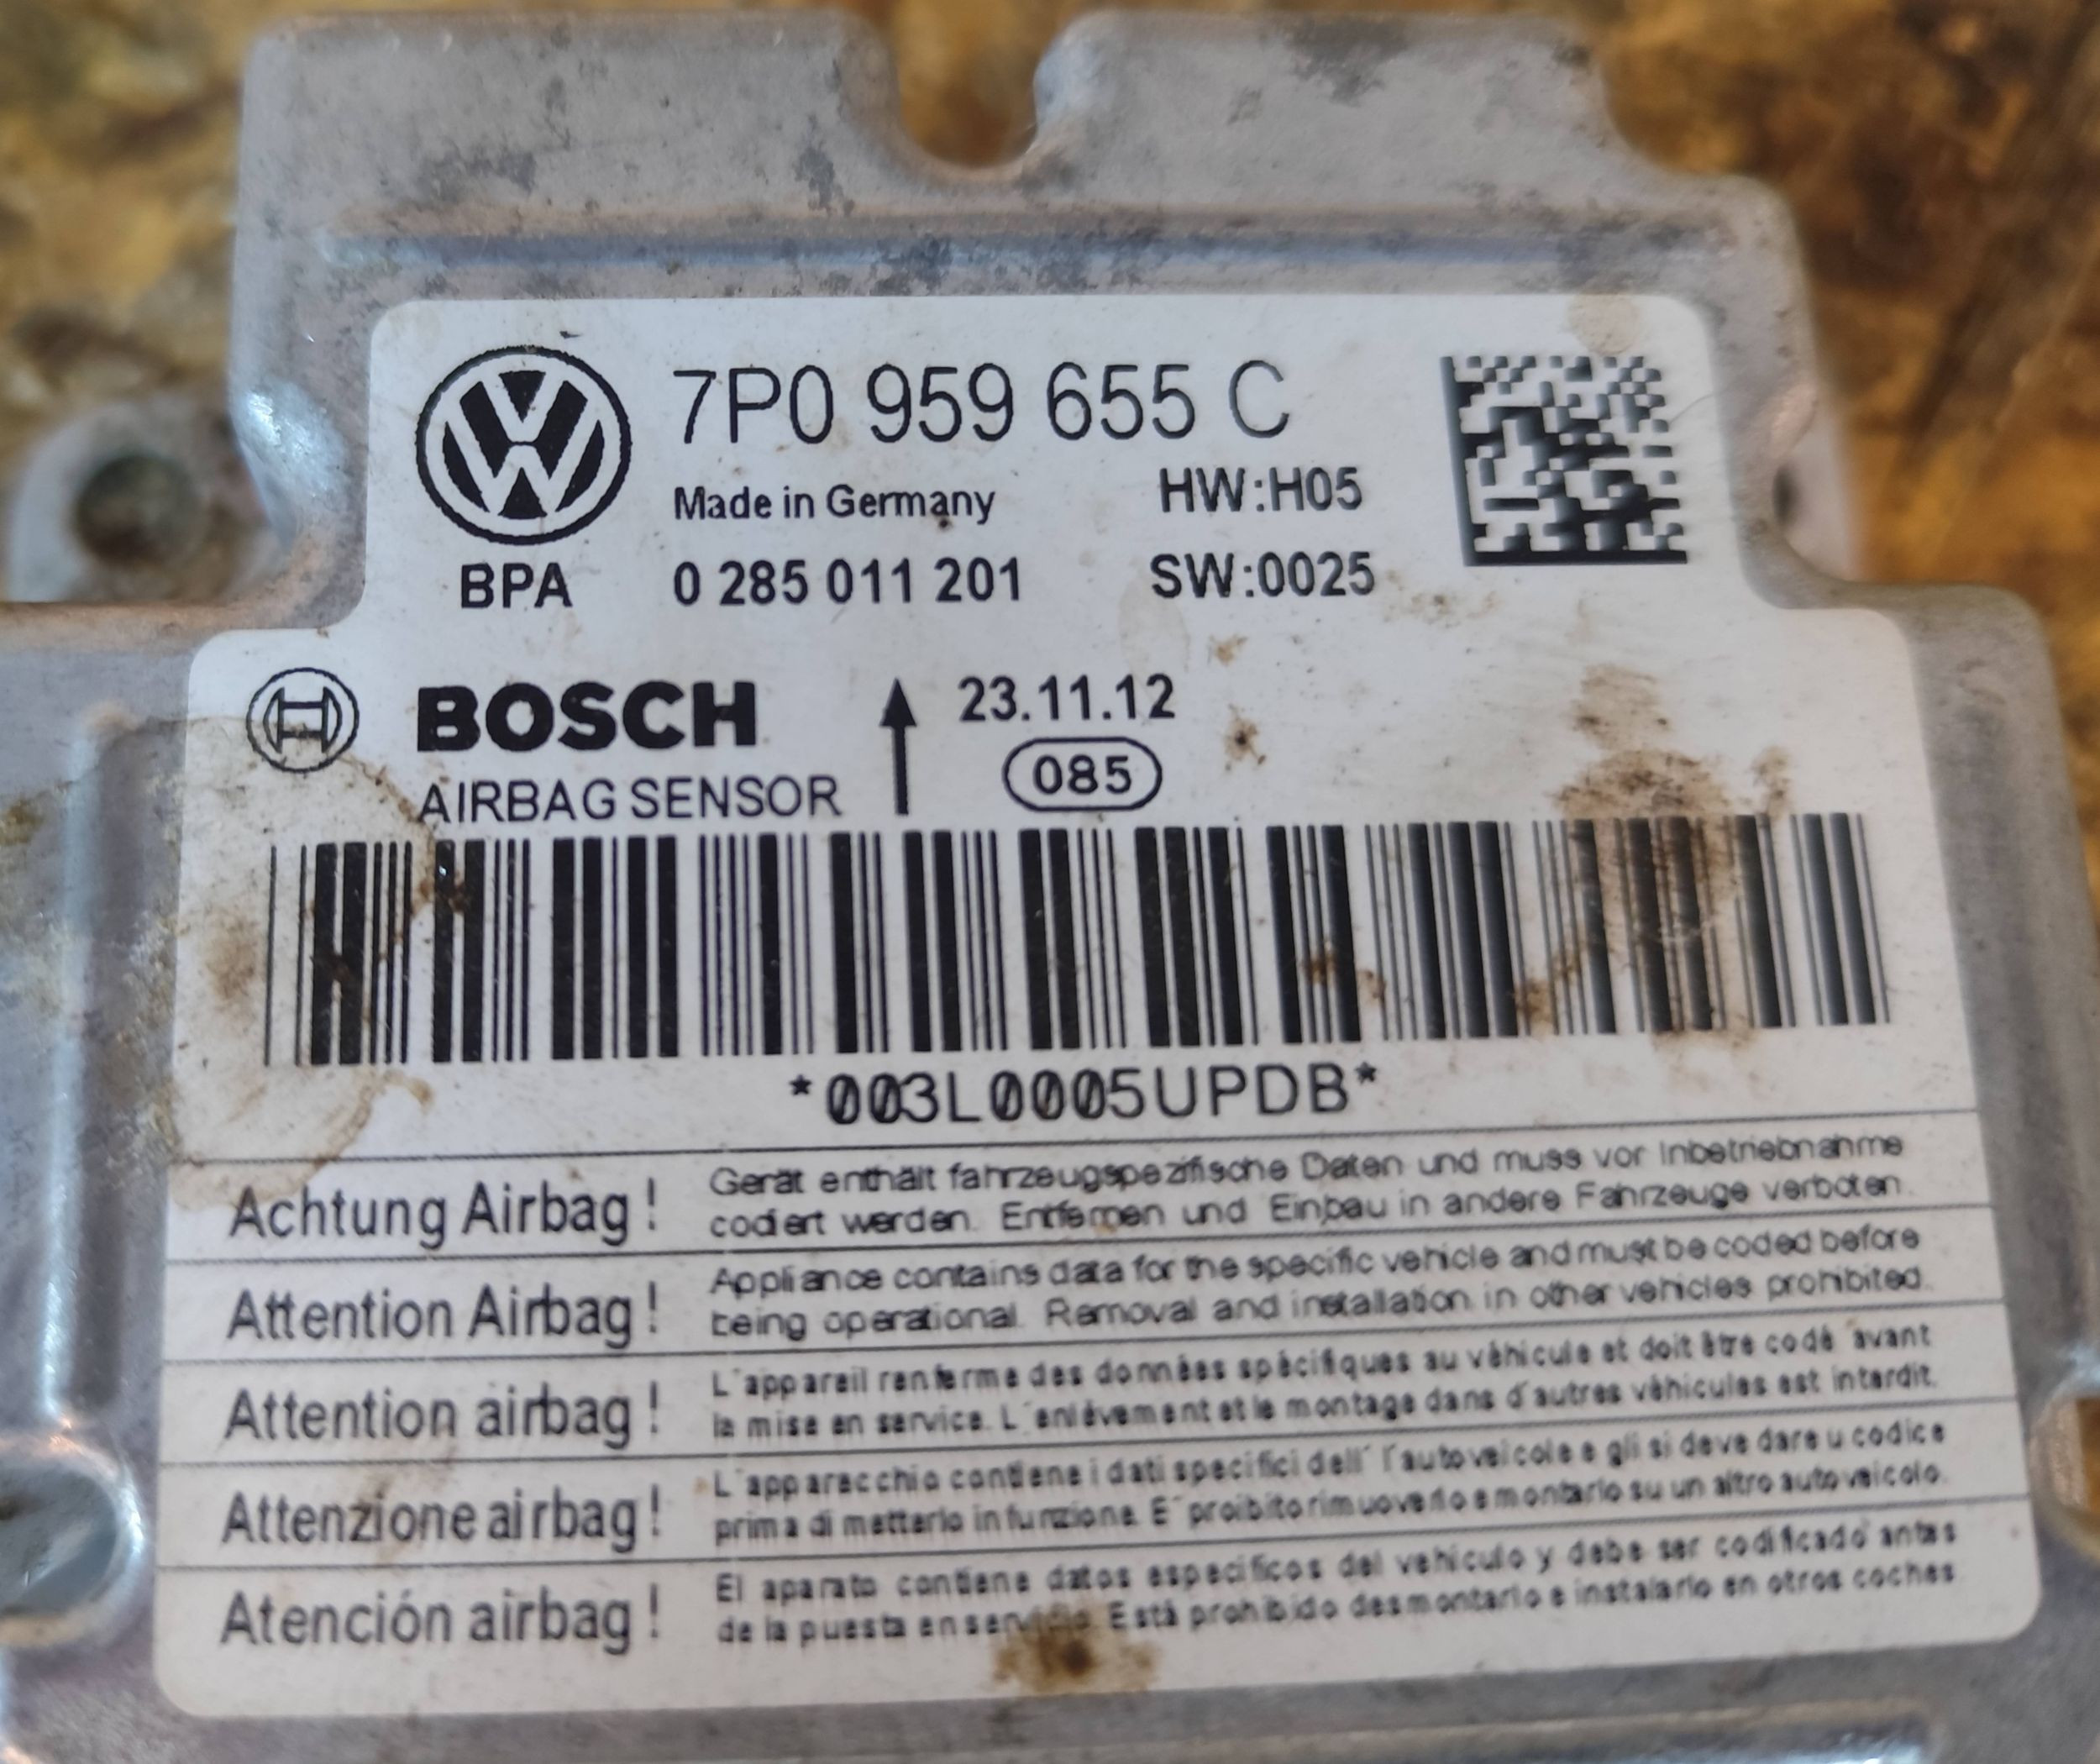 7P0 959 655 C
Made in Germany HW:H05
BPA 0 285 011 201 SW:0025
BOSCH 23.11.12
AIRBAG SENSOR 085
*003L0005UPDB*
Achtung Airbag! Gerät enthält fahrzeugspezifische Daten und muss vor Inbetriebnahme
codiert werden. Entfernen und Einbau in andere Fahrzeuge verboten.
Attention Airbag! Appliance contains data for the specific vehicle and must be coded before
being operational. Removal and installation in other vehicles prohibited.
Attention airbag! L´appareil renferme des données spècifiques au vèhicule et doit être codè avant
la mise en service. L´enlèvement et le montage dans d´autres vèhicules est interdit.
Attenzione airbag! L´apparecchio contiene i dati specifici dell´ l´autoveicole e gli si deve dare u codice
prima di metterlo in funzione. E´ proibito rimuoverlo e montarlo su un altro autoveicolo.
Atención airbag! El aparato contiene datos especificos del vehículo y debe ser codificado antas
de la puesta en servicio. Està prohibido desmontarlo e instalarlo en otros coches